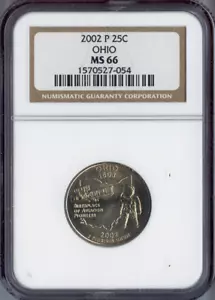 2002 P 25C
OHIO
MS 66
1570527-054
NUMISMATIC GUARANTY CORPORATION
OHIO
1803
BIRTHPLACE
OF AVIATION
PIONEERS
2002